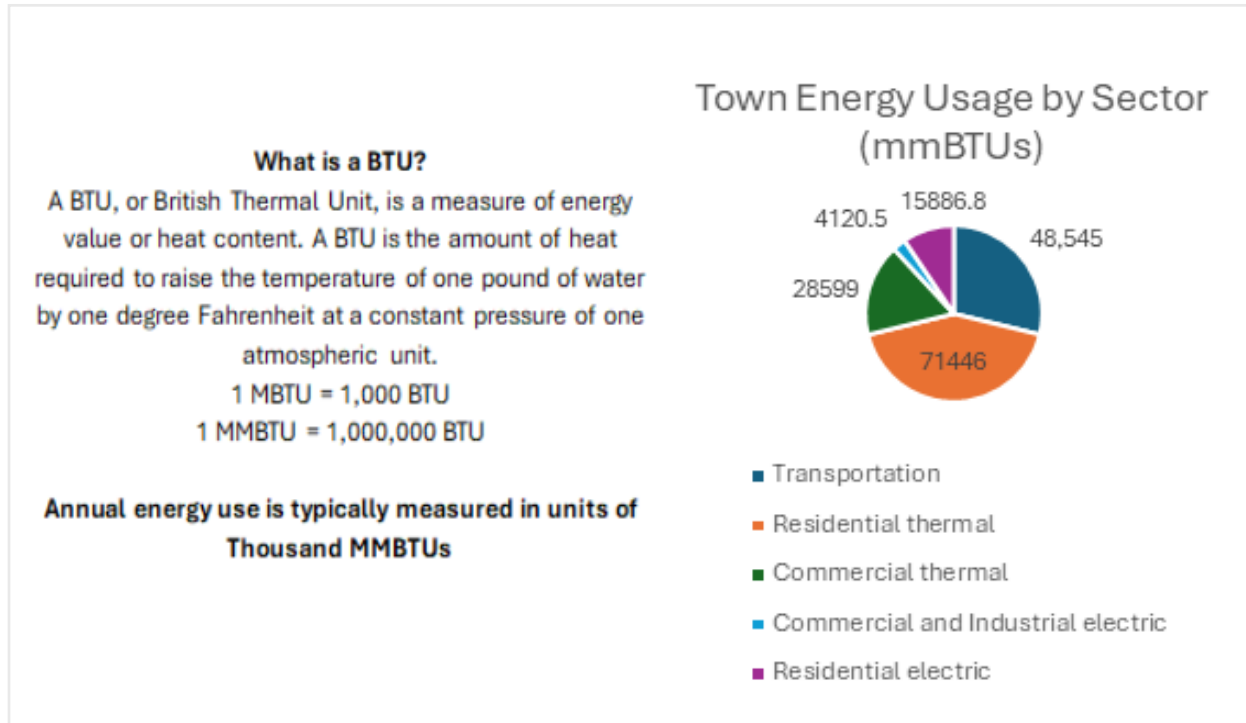 What is a BTU?
A BTU, or British Thermal Unit, is a measure of energy
value or heat content. A BTU is the amount of heat
required to raise the temperature of one pound of water
by one degree Fahrenheit at a constant pressure of one
atmospheric unit.
1 MBTU = 1,000 BTU
1 MMBTU = 1,000,000 BTU
Annual energy use is typically measured in units of
Thousand MMBTUs
Town Energy Usage by Sector
(mmBTUs)
15886.8
4120.5
48,545
28599
71446
Transportation
Residential thermal
Commercial thermal
Commercial and Industrial electric
Residential electric